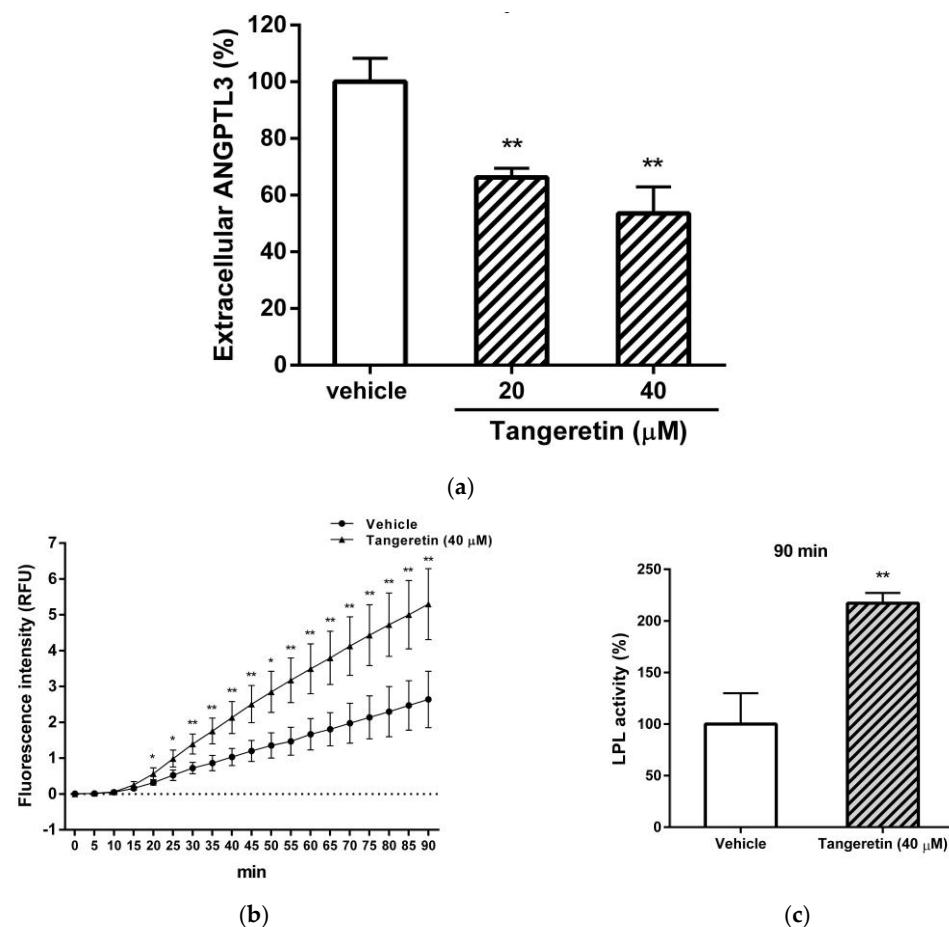 Extracellular ANGPTL3 (%)
120
100
80
60
40
20
0
**
**
vehicle 20 40
Tangeretin (μM)
(a)
Vehicle
Tangeretin (40 μM)
Fluorescence intensity (RFU)
7
6
5
4
3
2
1
0
-1
* * ** ** ** ** * ** ** ** ** ** ** ** **
0 5 10 15 20 25 30 35 40 45 50 55 60 65 70 75 80 85 90
min
(b)
90 min
LPL activity (%)
250
200
150
100
50
0
**
Vehicle Tangeretin (40 μM)
(c)